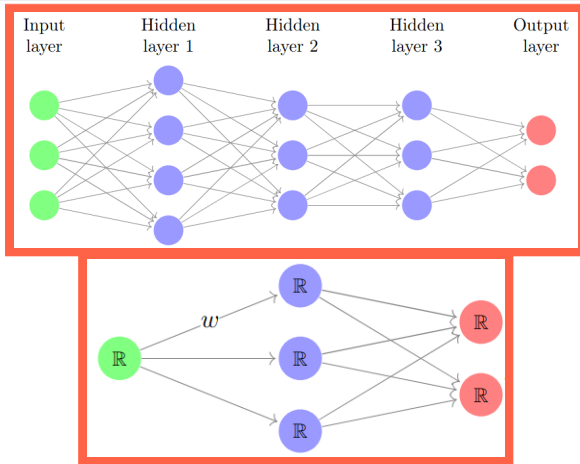 Input Hidden Hidden Hidden Output
layer layer 1 layer 2 layer 3 layer
ℝ
w
ℝ
ℝ ℝ
ℝ
ℝ